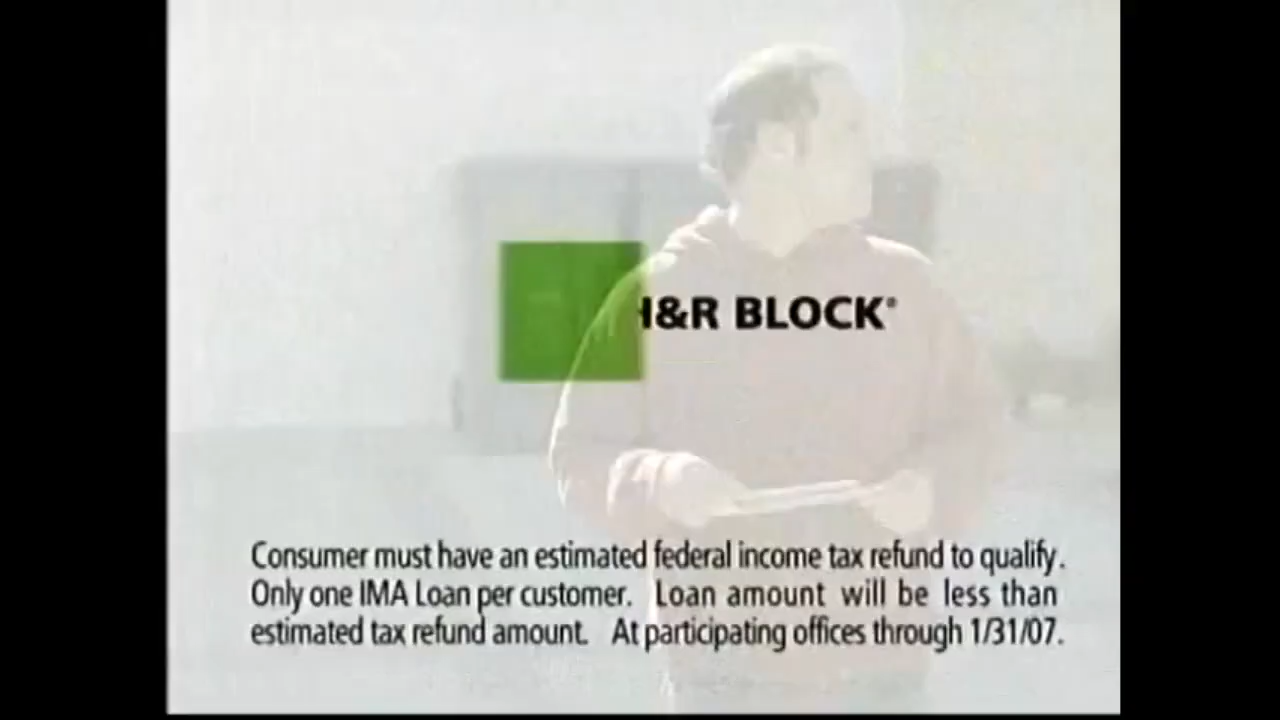 H&R BLOCK®
Consumer must have an estimated federal income tax refund to qualify.
Only one IMA Loan per customer. Loan amount will be less than
estimated tax refund amount. At participating offices through 1/31/07.